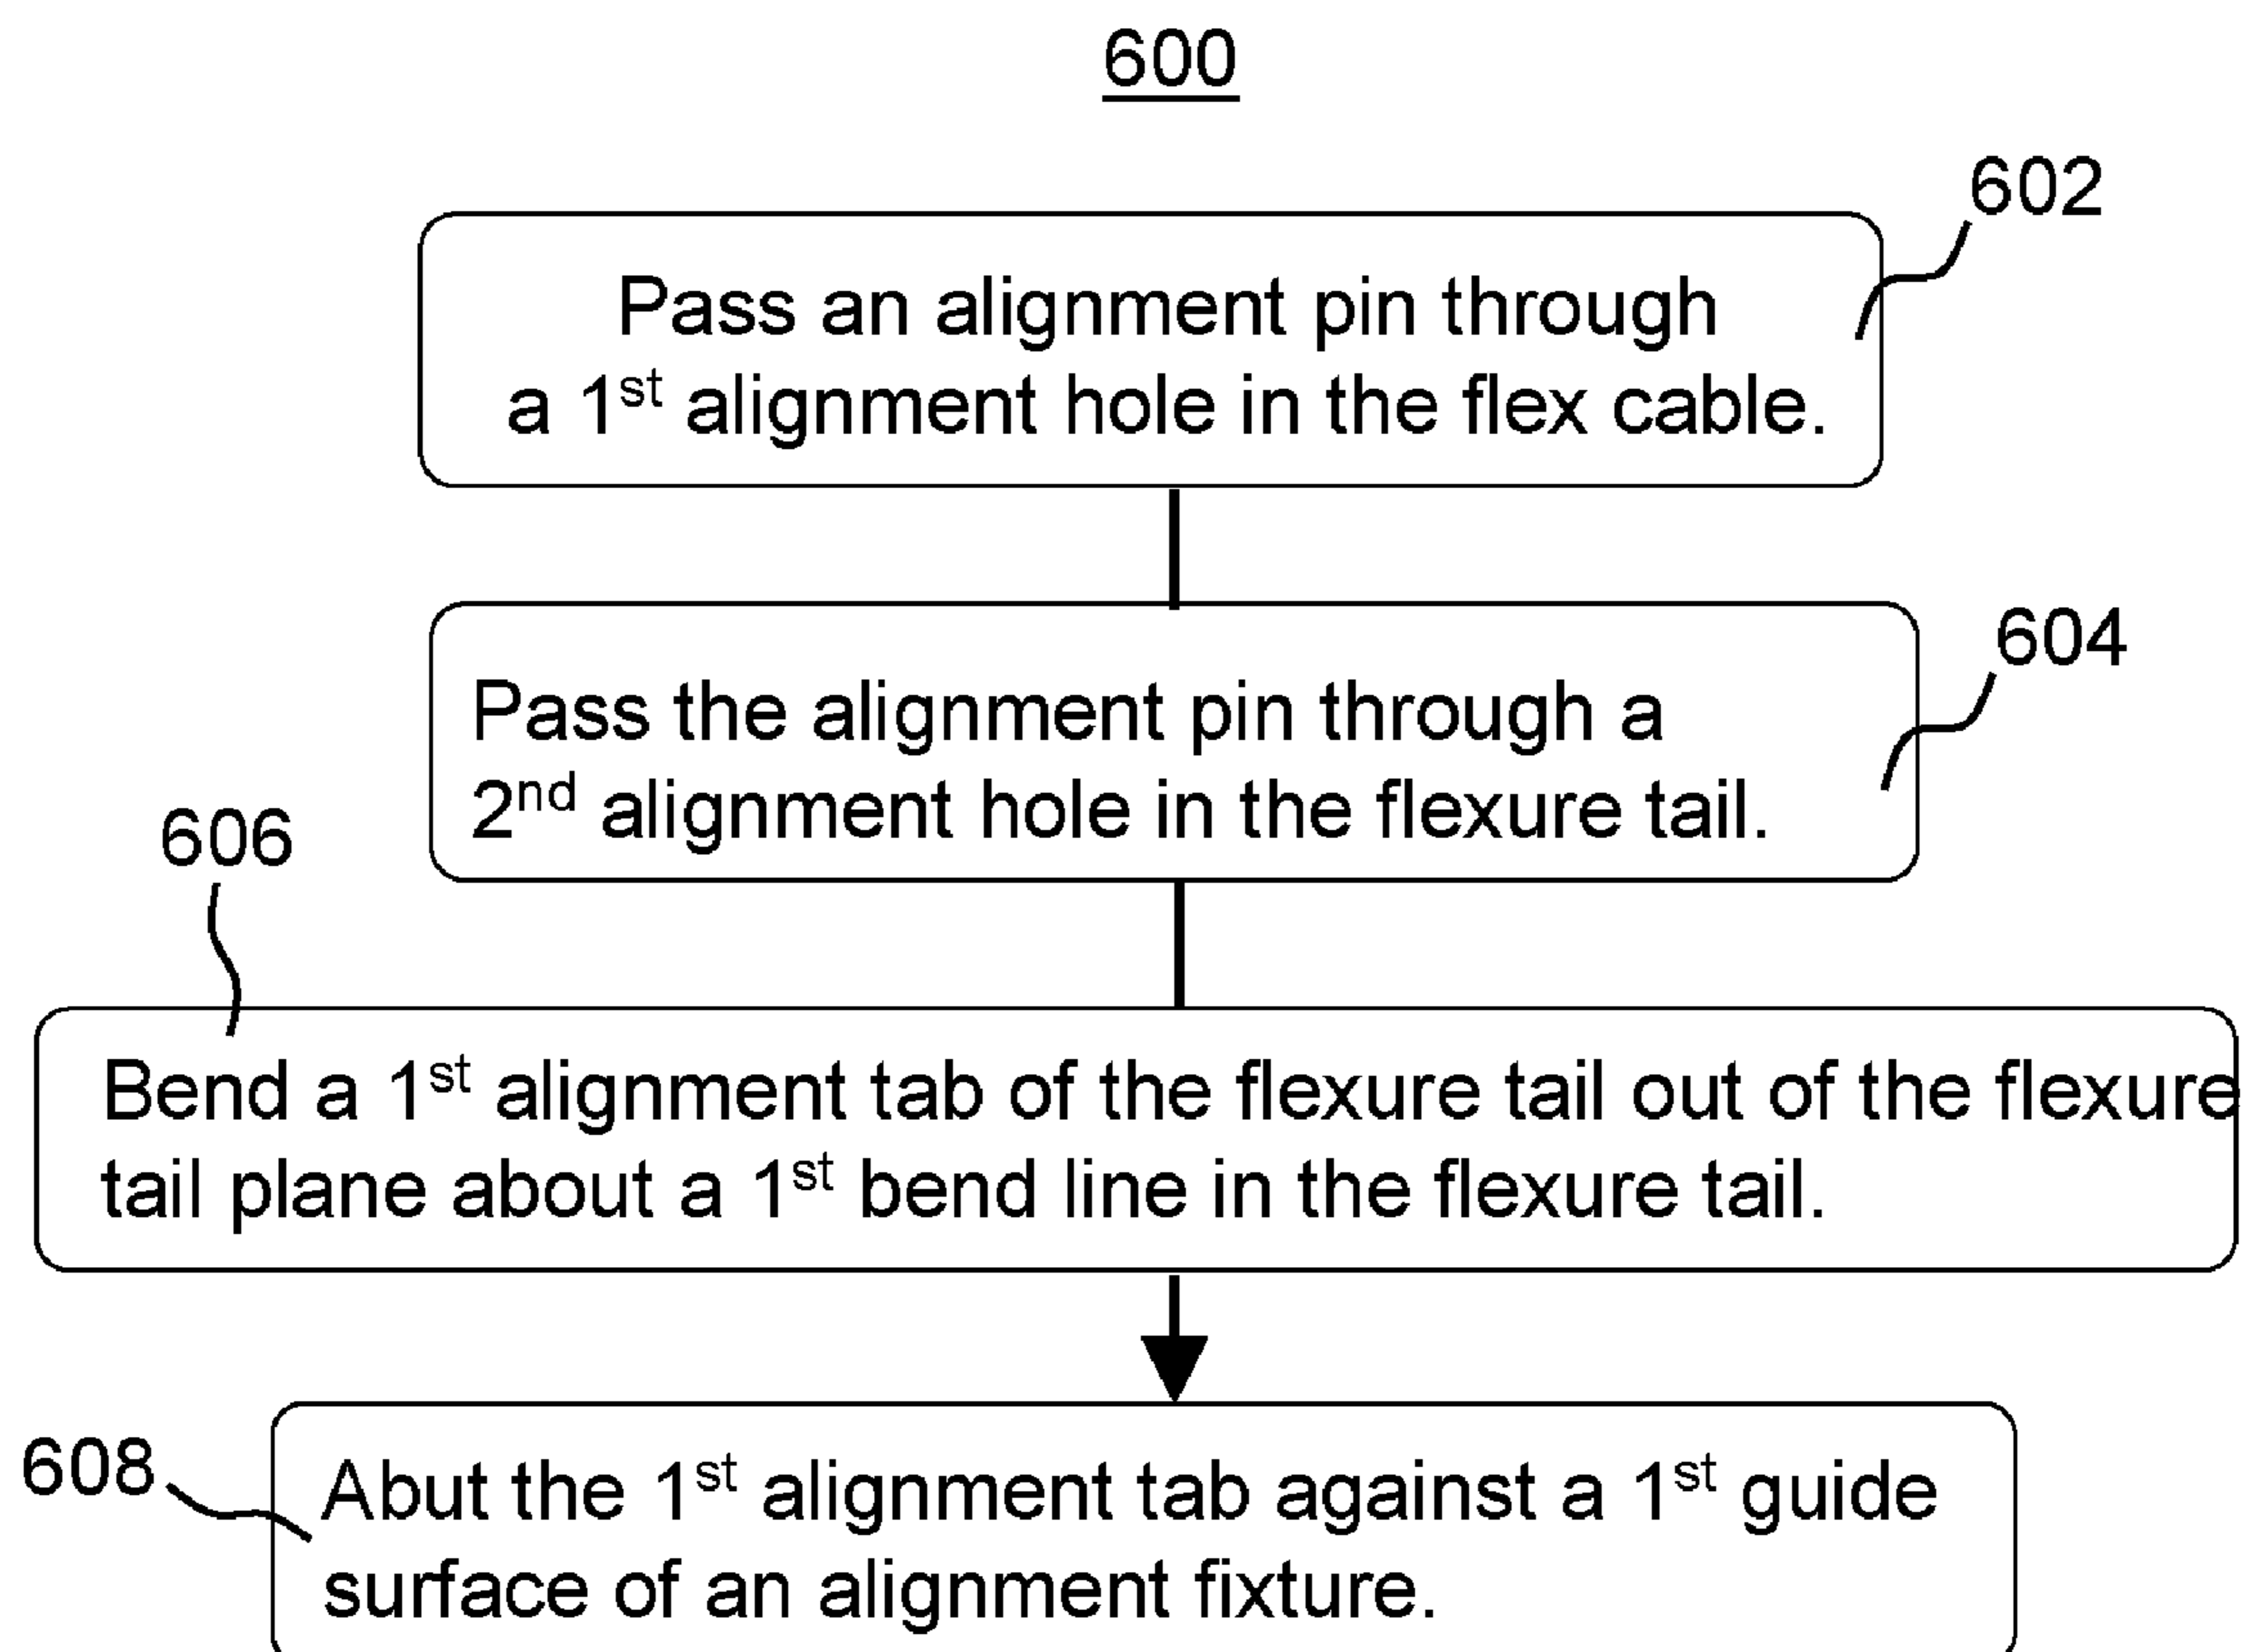 600
602
Pass an alignment pin through
a 1st alignment hole in the flex cable.
604
Pass the alignment pin through a
2nd alignment hole in the flexure tail.
606
Bend a 1st alignment tab of the flexure tail out of the flexure
tail plane about a 1st bend line in the flexure tail.
608
Abut the 1st alignment tab against a 1st guide
surface of an alignment fixture.